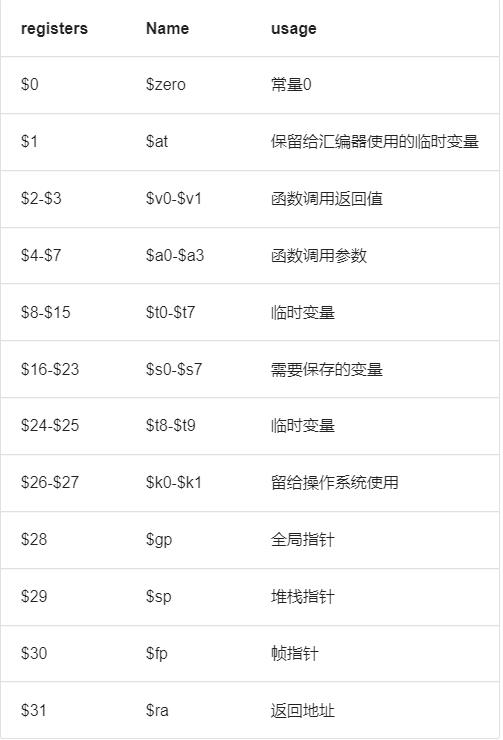 registers Name usage
$0 $zero 常量0
$1 $at 保留给汇编器使用的临时变量
$2-$3 $v0-$v1 函数调用返回值
$4-$7 $a0-$a3 函数调用参数
$8-$15 $t0-$t7 临时变量
$16-$23 $s0-$s7 需要保存的变量
$24-$25 $t8-$t9 临时变量
$26-$27 $k0-$k1 留给操作系统使用
$28 $gp 全局指针
$29 $sp 堆栈指针
$30 $fp 帧指针
$31 $ra 返回地址